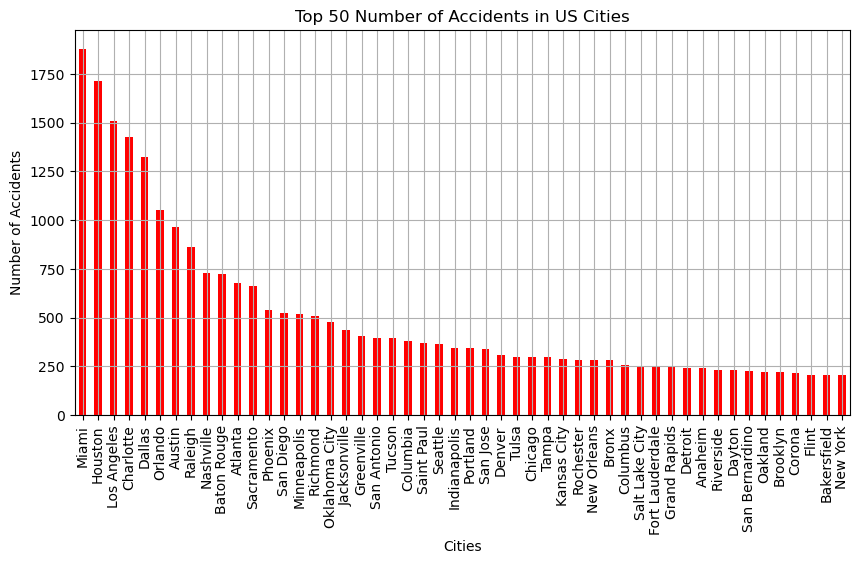 Top 50 Number of Accidents in US Cities
Number of Accidents
1750
1500
1250
1000
750
500
250
0
Miami
Houston
Los Angeles
Charlotte
Dallas
Orlando
Austin
Raleigh
Nashville
Baton Rouge
Atlanta
Sacramento
Phoenix
San Diego
Minneapolis
Richmond
Oklahoma City
Jacksonville
Greenville
San Antonio
Tucson
Columbia
Saint Paul
Seattle
Indianapolis
Portland
San Jose
Denver
Tulsa
Chicago
Tampa
Kansas City
Rochester
New Orleans
Bronx
Columbus
Salt Lake City
Fort Lauderdale
Grand Rapids
Detroit
Anaheim
Riverside
Dayton
San Bernardino
Oakland
Brooklyn
Corona
Flint
Bakersfield
New York
Cities